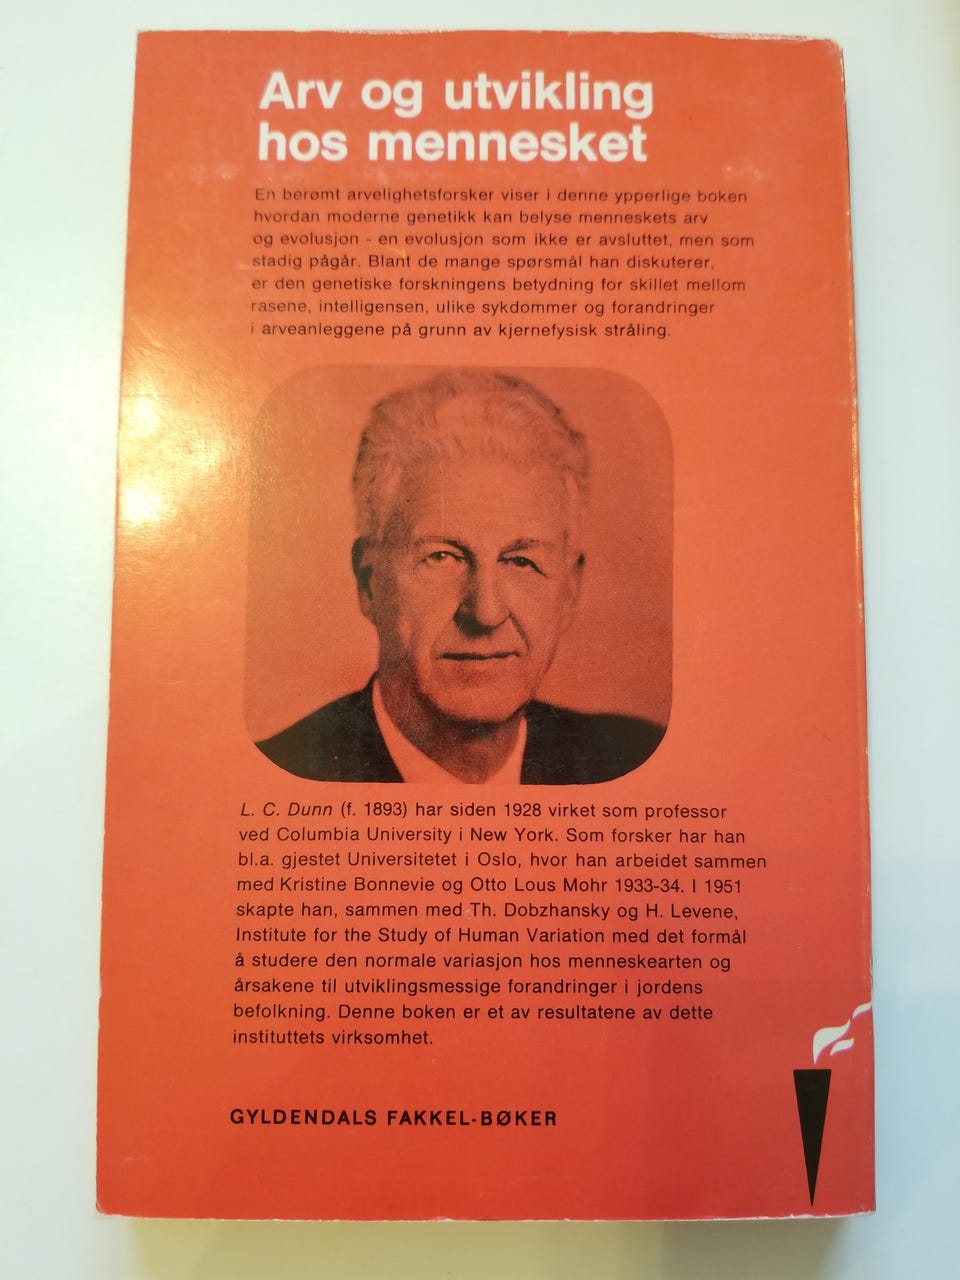 Arv og utvikling
hos mennesket
En berømt arvelighetsforsker viser i denne ypperlige boken
hvordan moderne genetikk kan belyse menneskets arv
og evolusjon - en evolusjon som ikke er avsluttet, men som
stadig pågår. Blant de mange spørsmål han diskuterer,
er den genetiske forskningens betydning for skillet mellom
rasene, intelligensen, ulike sykdommer og forandringer
i arveanleggene på grunn av kjernefysisk stråling.
L. C. Dunn (f. 1893) har siden 1928 virket som professor
ved Columbia University i New York. Som forsker har han
bl.a. gjestet Universitetet i Oslo, hvor han arbeidet sammen
med Kristine Bonnevie og Otto Lous Mohr 1933-34. I 1951
skapte han, sammen med Th. Dobzhansky og H. Levene,
Institute for the Study of Human Variation med det formål
å studere den normale variasjon hos menneskearten og
årsakene til utviklingsmessige forandringer i jordens
befolkning. Denne boken er et av resultatene av dette
instituttets virksomhet.
GYLDENDALS FAKKEL-BØKER